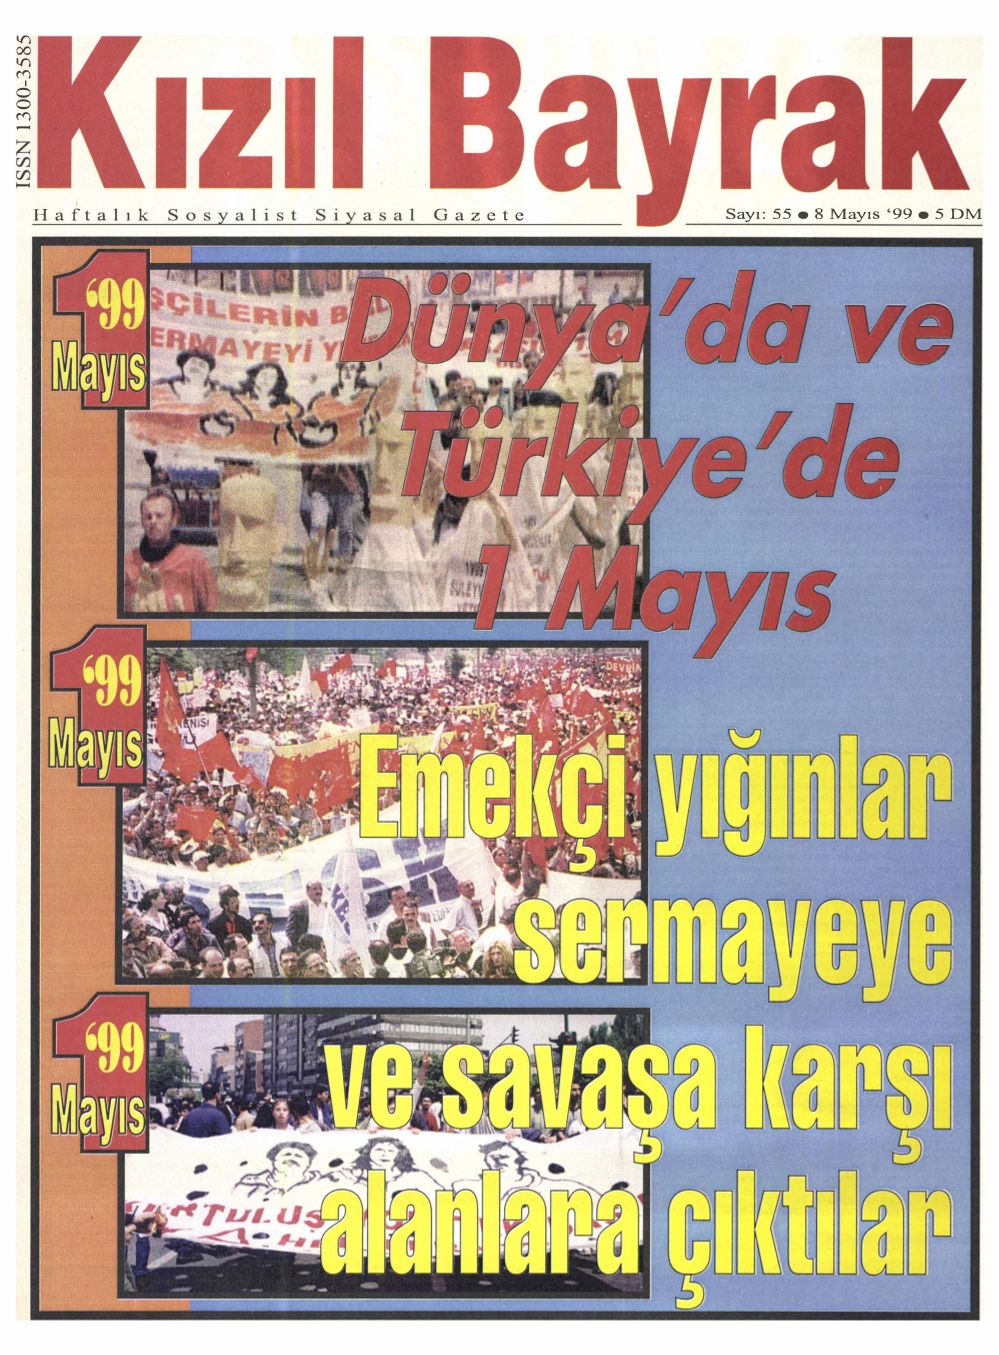 ISSN 1300-3585
Kızıl Bayrak
Haftalık Sosyalist Siyasal Gazete
Sayı: 55 ● 8 Mayıs ‘99 ● 5 DM
1 ‘99
Mayıs
Dünya’da ve
Türkiye’de
1 Mayıs
1 ‘99
Mayıs
Emekçi yığınlar
sermayeye
1 ‘99
Mayıs
ve savaşa karşı
alanlara çıktılar